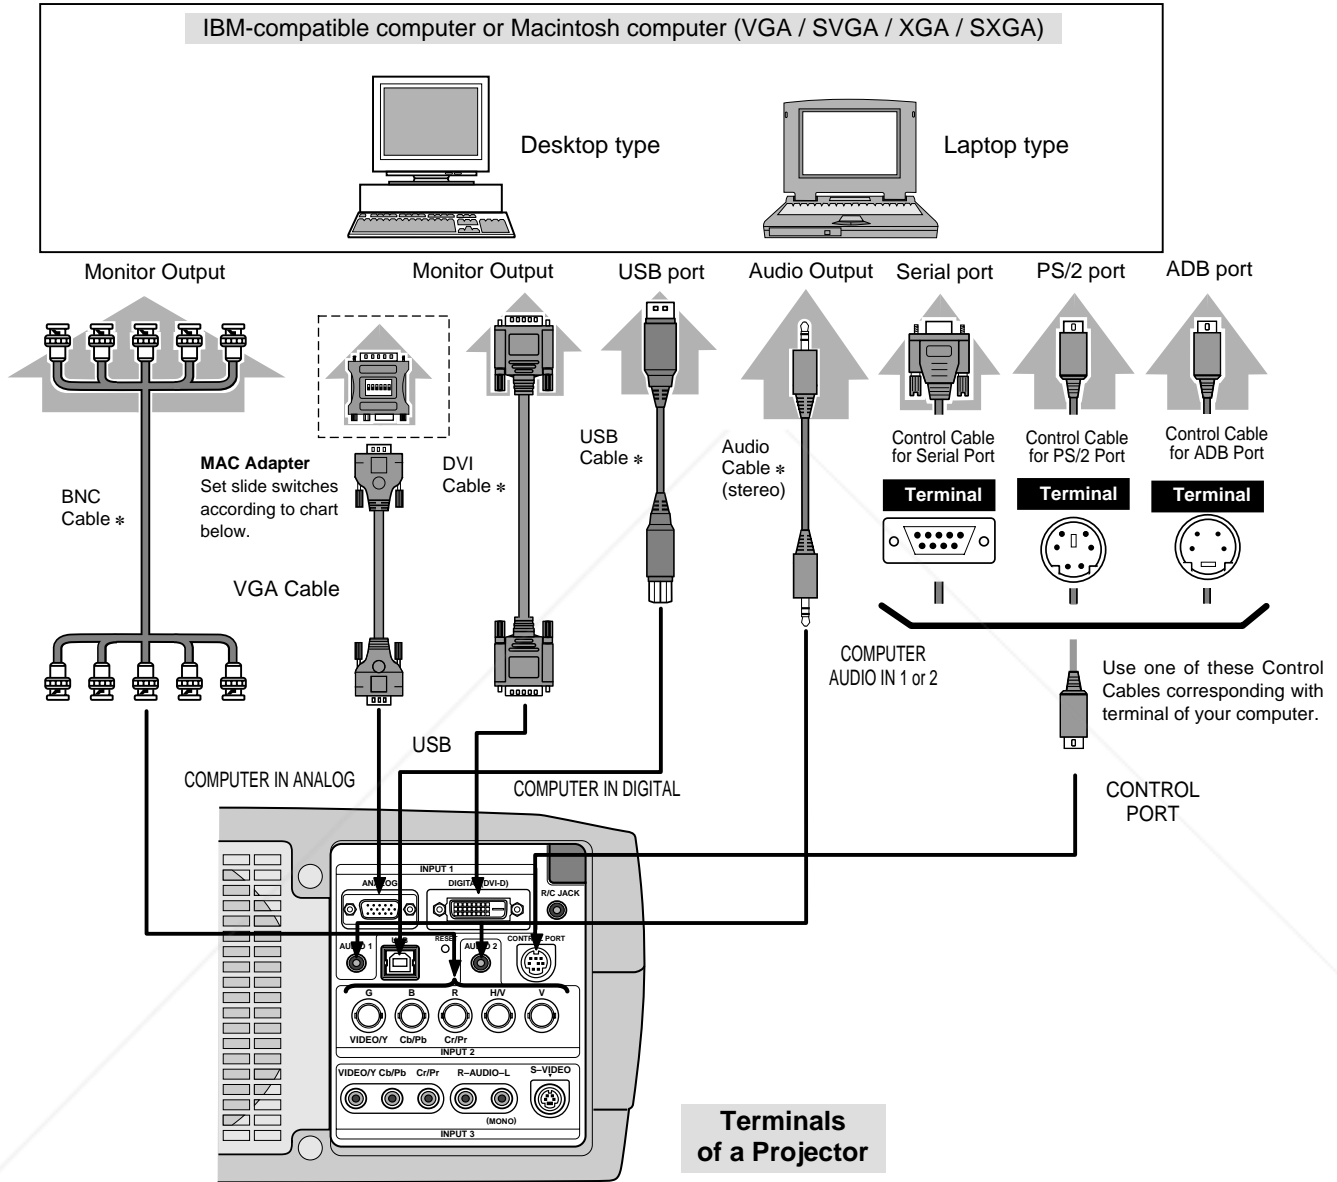 IBM-compatible computer or Macintosh computer (VGA / SVGA / XGA / SXGA)
Desktop type
Laptop type
Monitor Output
Monitor Output
USB port
Audio Output
Serial port
PS/2 port
ADB port
BNC
Cable *
MAC Adapter
Set slide switches
according to chart
below.
VGA Cable
DVI
Cable *
USB
Cable *
Audio
Cable *
(stereo)
Control Cable
for Serial Port
Control Cable
for PS/2 Port
Control Cable
for ADB Port
Terminal
Terminal
Terminal
COMPUTER
AUDIO IN 1 or 2
Use one of these Control
Cables corresponding with
terminal of your computer.
USB
COMPUTER IN ANALOG
COMPUTER IN DIGITAL
CONTROL
PORT
INPUT 1
ANALOG
DIGITAL (DVI-D)
R/C JACK
AUDIO 1
USB
RESET
AUDIO 2
CONTROL PORT
G
B
R
H/V
V
VIDEO/Y
Cb/Pb
Cr/Pr
INPUT 2
VIDEO/Y Cb/Pb
Cr/Pr
R–AUDIO–L
S–VIDEO
(MONO)
INPUT 3
Terminals
of a Projector